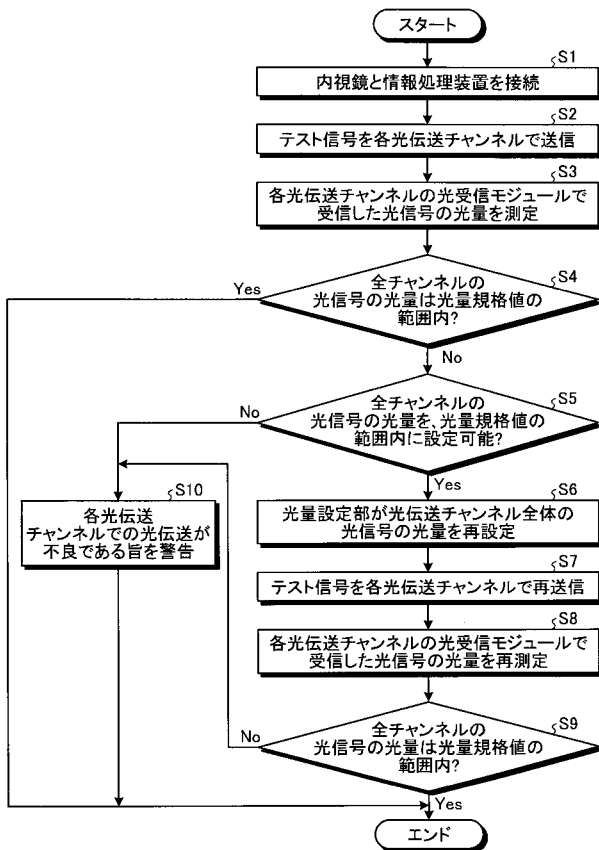 スタート
S1
内視鏡と情報処理装置を接続
S2
テスト信号を各光伝送チャンネルで送信
S3
各光伝送チャンネルの光受信モジュールで
受信した光信号の光量を測定
S4
全チャンネルの
光信号の光量は光量規格値の
範囲内?
Yes
No
S5
全チャンネルの
光信号の光量を、光量規格値の
範囲内に設定可能?
No
Yes
S10
各光伝送
チャンネルでの光伝送が
不良である旨を警告
S6
光量設定部が光伝送チャンネル全体の
光信号の光量を再設定
S7
テスト信号を各光伝送チャンネルで再送信
S8
各光伝送チャンネルの光受信モジュールで
受信した光信号の光量を再測定
S9
全チャンネルの
光信号の光量は光量規格値の
範囲内?
No
Yes
エンド